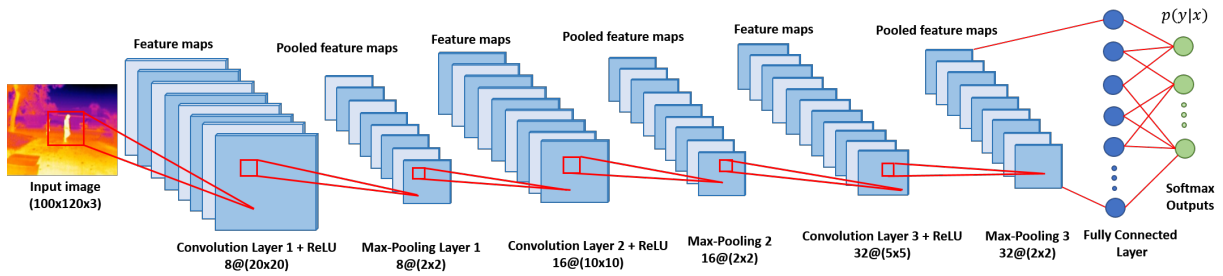 Feature maps
Pooled feature maps
Feature maps
Pooled feature maps
Feature maps
Pooled feature maps
p(y|x)
Input image
(100x120x3)
Convolution Layer 1 + ReLU
8@(20x20)
Max-Pooling Layer 1
8@(2x2)
Convolution Layer 2 + ReLU
16@(10x10)
Max-Pooling 2
16@(2x2)
Convolution Layer 3 + ReLU
32@(5x5)
Max-Pooling 3
32@(2x2)
Fully Connected
Layer
Softmax
Outputs